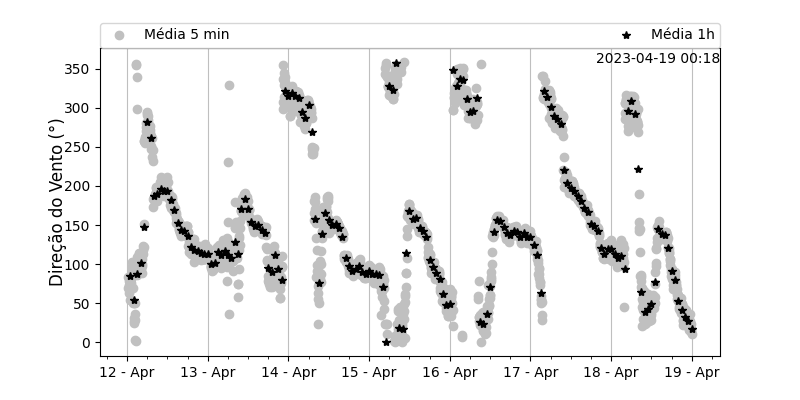 Média 5 min
Média 1h
2023-04-19 00:18
Direção do Vento (°)
350
300
250
200
150
100
50
0
12 - Apr
13 - Apr
14 - Apr
15 - Apr
16 - Apr
17 - Apr
18 - Apr
19 - Apr